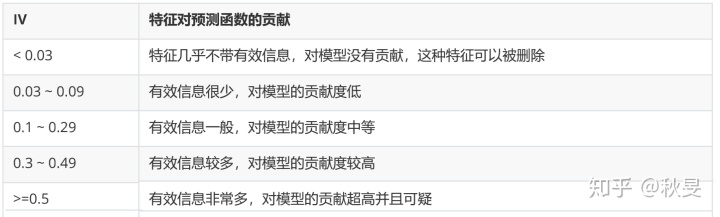 IV 特征对预测函数的贡献
< 0.03 特征几乎不带有效信息，对模型没有贡献，这种特征可以被删除
0.03 ~ 0.09 有效信息很少，对模型的贡献度低
0.1 ~ 0.29 有效信息一般，对模型的贡献度中等
0.3 ~ 0.49 有效信息较多，对模型的贡献度较高
>=0.5 有效信息非常多，对模型的贡献超高并且可疑
知乎 @秋旻